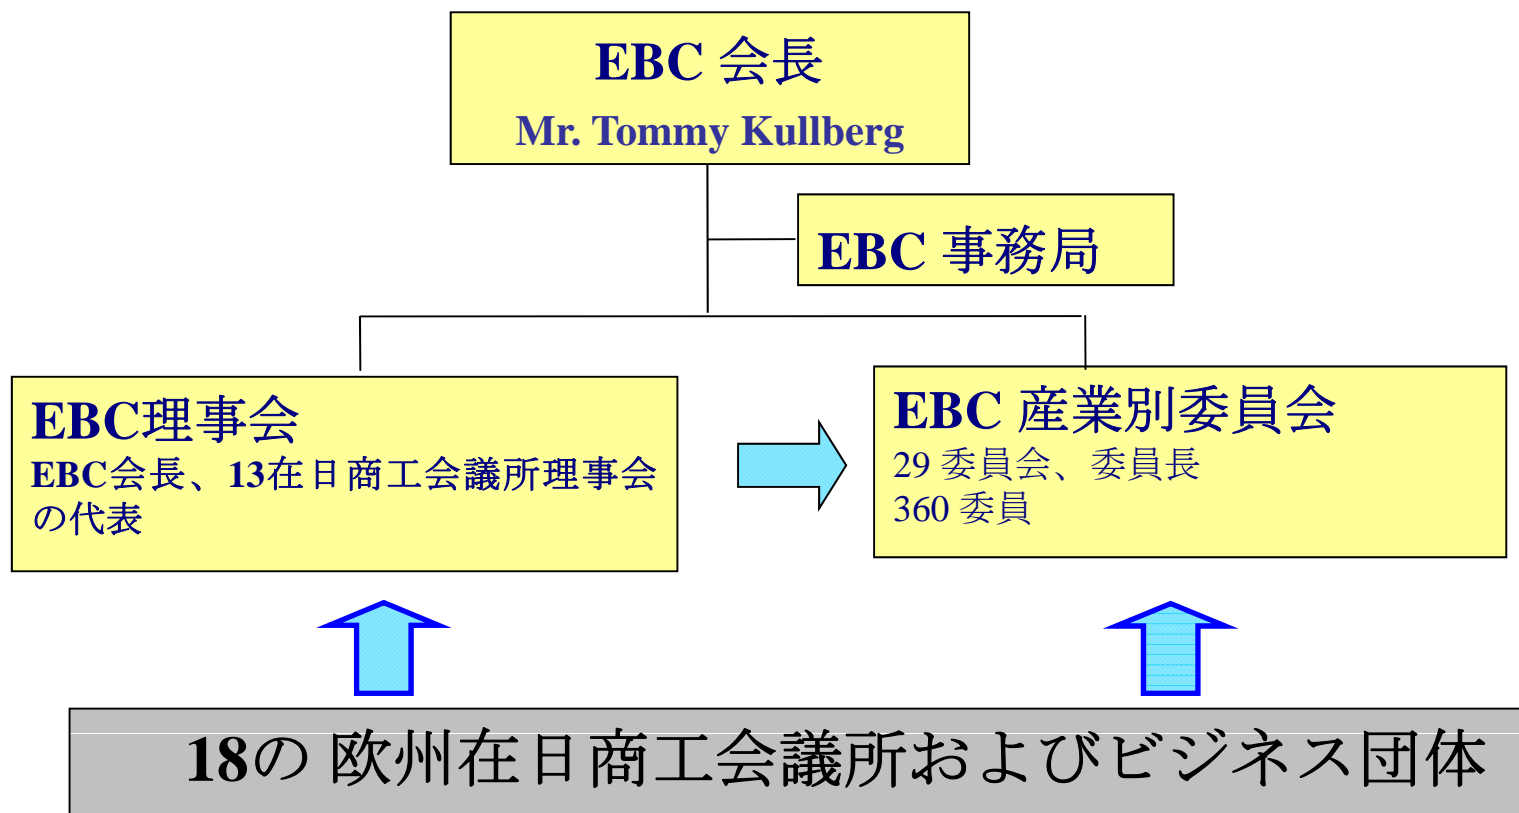 EBC 会長
Mr. Tommy Kullberg
EBC 事務局
EBC理事会
EBC会長、13在日商工会議所理事会
の代表
EBC 産業別委員会
29 委員会、委員長
360 委員
18の 欧州在日商工会議所およびビジネス団体